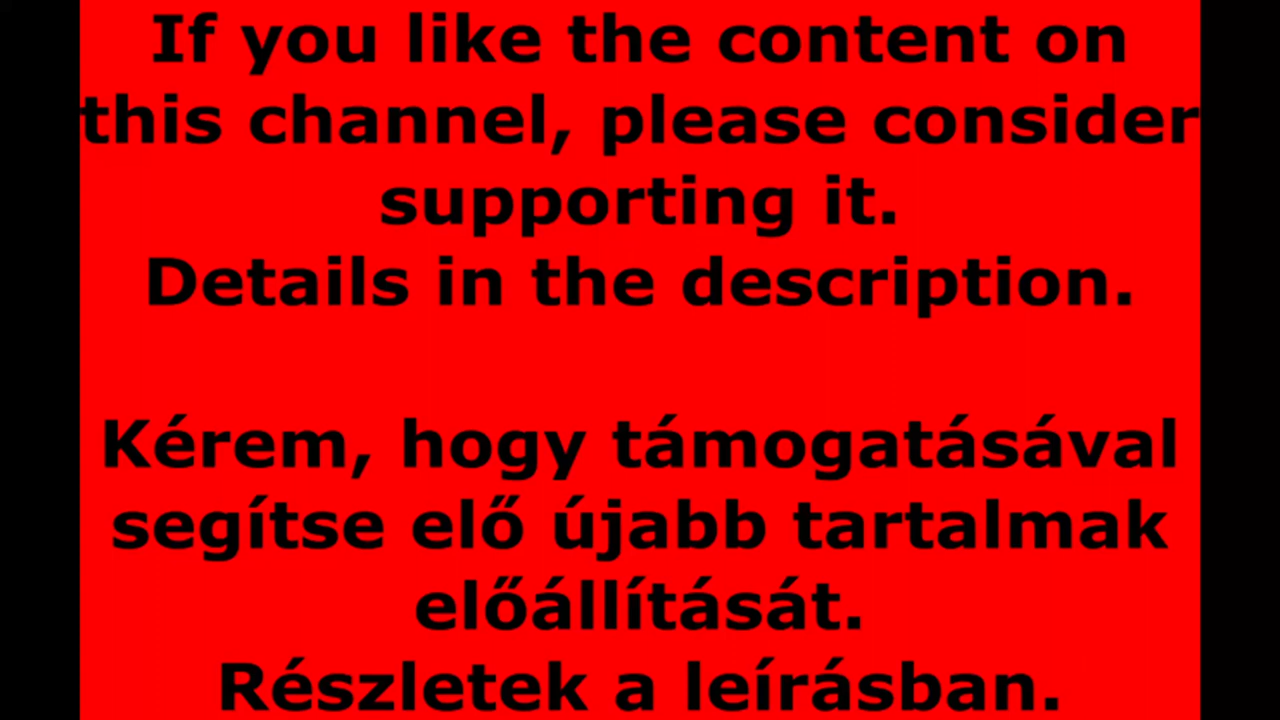 If you like the content on
this channel, please consider
supporting it.
Details in the description.
Kérem, hogy támogatásával
segítse elő újabb tartalmak
előállítását.
Részletek a leírásban.